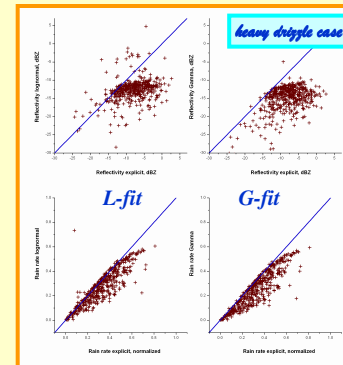 heavy drizzle case
Reflectivity lognormal, dBZ
Reflectivity explicit, dBZ
Reflectivity Gamma, dBZ
Reflectivity explicit, dBZ
L-fit
G-fit
Rain rate lognormal
Rain rate explicit, normalized
Rain rate Gamma
Rain rate explicit, normalized